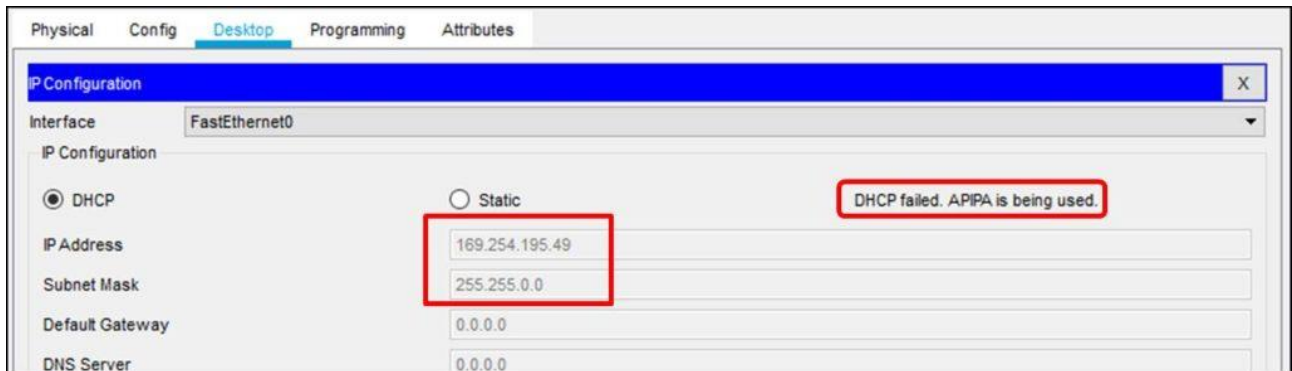 Physical Config Desktop Programming Attributes
IP Configuration X
Interface FastEthernet0
IP Configuration
DHCP Static DHCP failed. APIPA is being used.
IP Address 169.254.195.49
Subnet Mask 255.255.0.0
Default Gateway 0.0.0.0
DNS Server 0.0.0.0